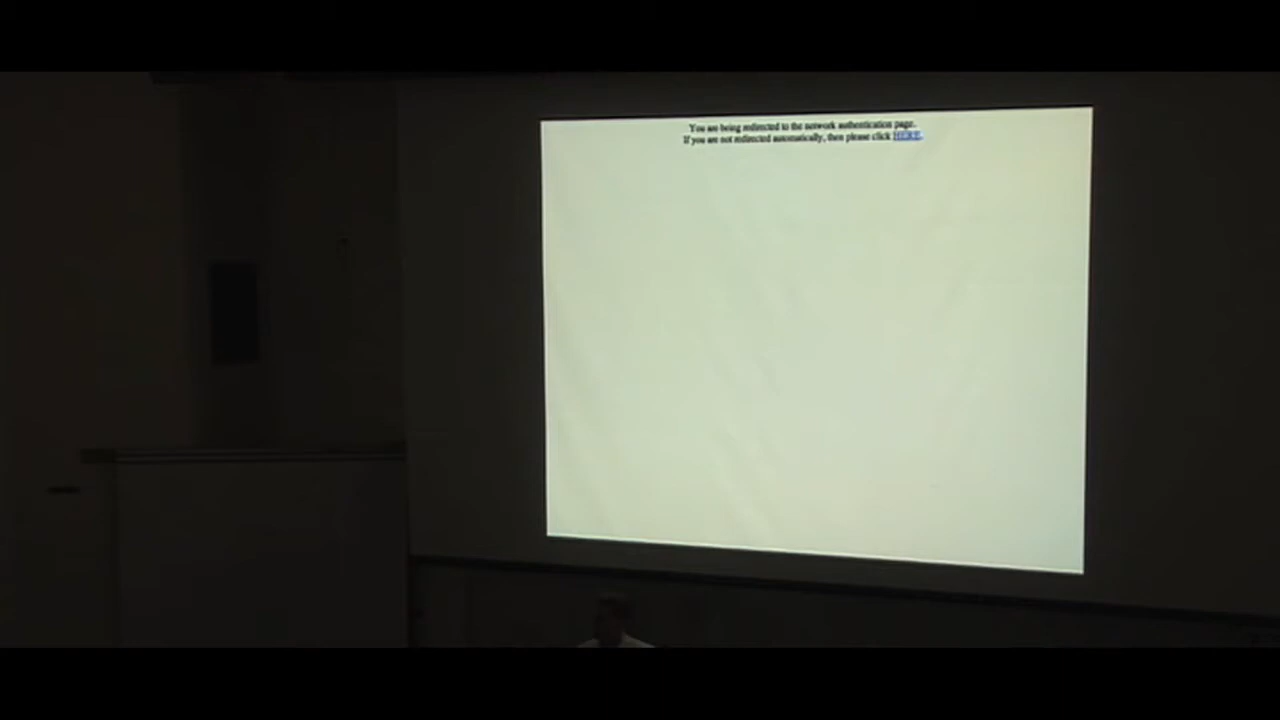 You are being redirected to the network authentication page.
If you are not redirected automatically, then please click HERE.